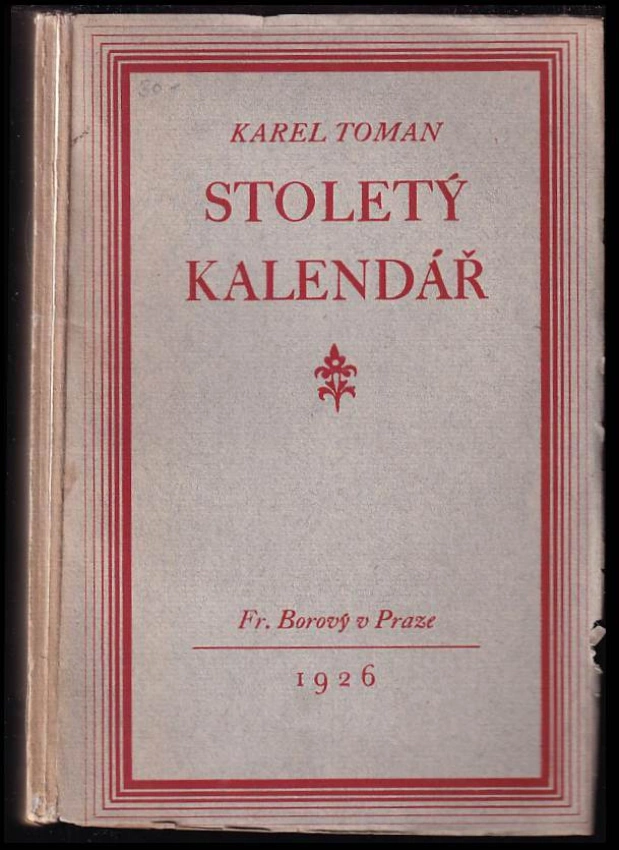 KAREL TOMAN
STOLETÝ
KALENDÁŘ
Fr. Borový v Praze
1926